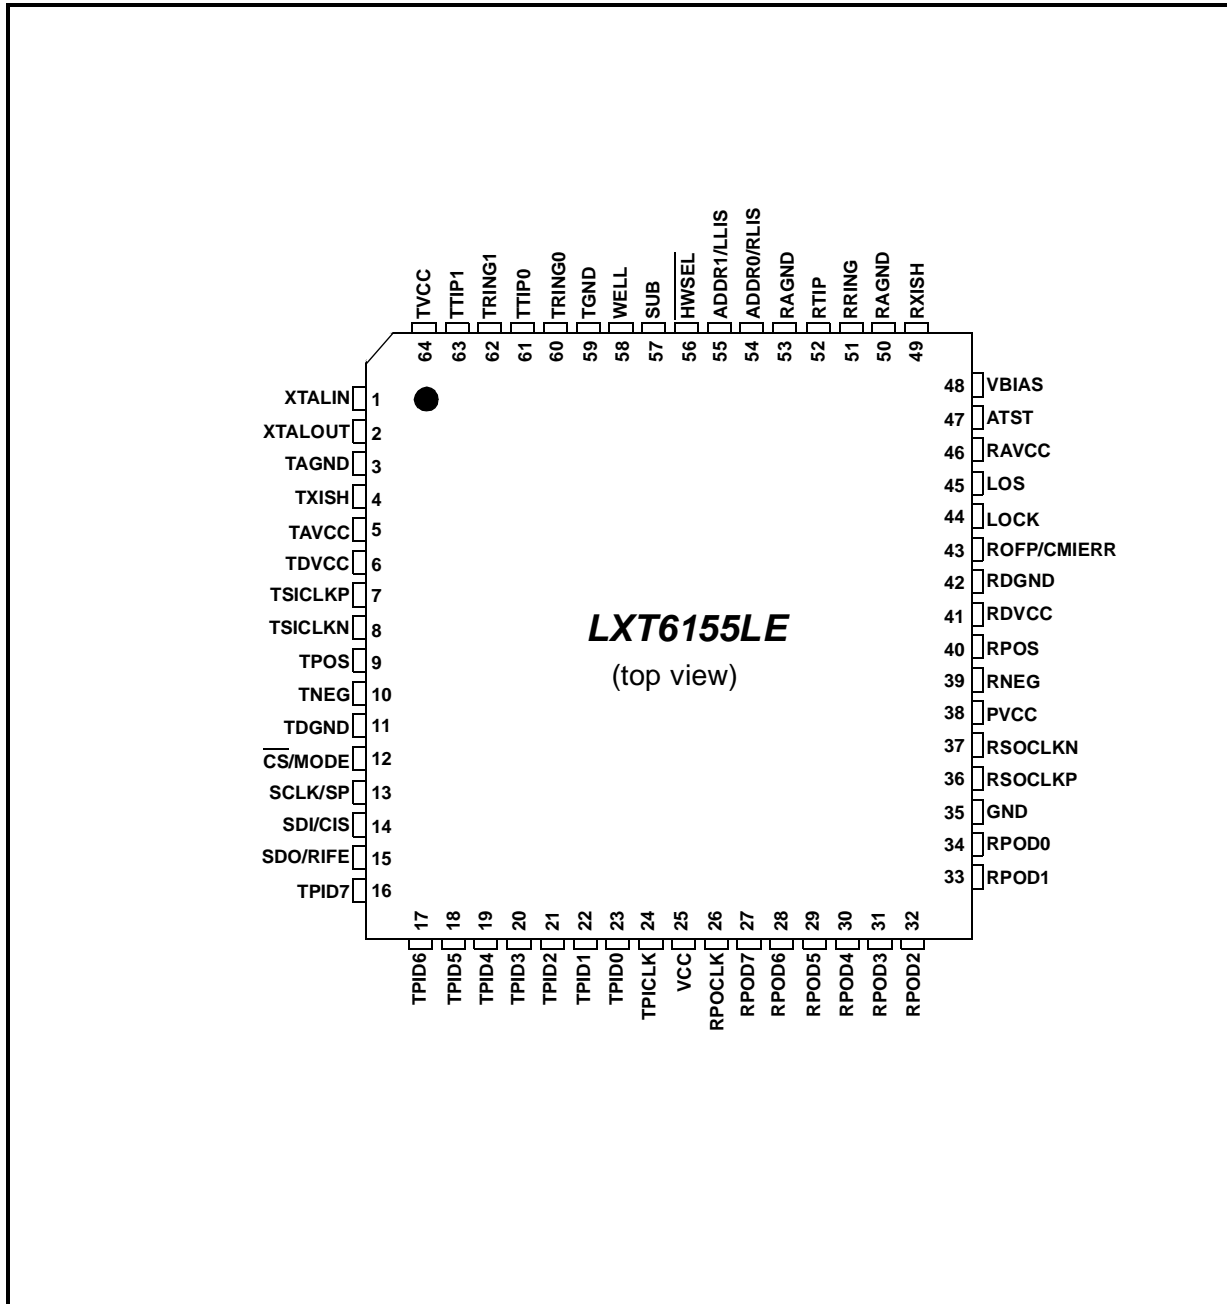 TVCC
TTIP1
TRING1
TTIP0
TRING0
TGND
WELL
SUB
HWSEL
ADDR1/LLIS
ADDR0/RLIS
RAGND
RTIP
RRING
RAGND
RXISH
64
63
62
61
60
59
58
57
56
55
54
53
52
51
50
49
XTALIN 1
XTALOUT 2
TAGND 3
TXISH 4
TAVCC 5
TDVCC 6
TSICLKP 7
TSICLKN 8
TPOS 9
TNEG 10
TDGND 11
CS/MODE 12
SCLK/SP 13
SDI/CIS 14
SDO/RIFE 15
TPID7 16
LXT6155LE
(top view)
48 VBIAS
47 ATST
46 RAVCC
45 LOS
44 LOCK
43 ROFP/CMIERR
42 RDGND
41 RDVCC
40 RPOS
39 RNEG
38 PVCC
37 RSOCLKN
36 RSOCLKP
35 GND
34 RPOD0
33 RPOD1
17
18
19
20
21
22
23
24
25
26
27
28
29
30
31
32
TPID6
TPID5
TPID4
TPID3
TPID2
TPID1
TPID0
TPICLK
VCC
RPOCLK
RPOD7
RPOD6
RPOD5
RPOD4
RPOD3
RPOD2